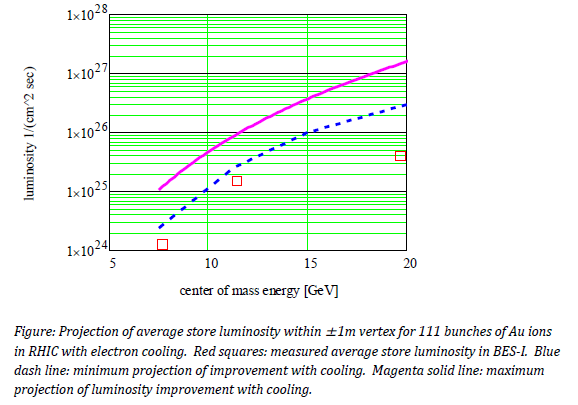 1×10^28
1×10^27
1×10^26
1×10^25
1×10^24
luminosity 1/(cm^2 sec)
5 10 15 20
center of mass energy [GeV]
Figure: Projection of average store luminosity within ±1m vertex for 111 bunches of Au ions
in RHIC with electron cooling. Red squares: measured average store luminosity in BES-I. Blue
dash line: minimum projection of improvement with cooling. Magenta solid line: maximum
projection of luminosity improvement with cooling.